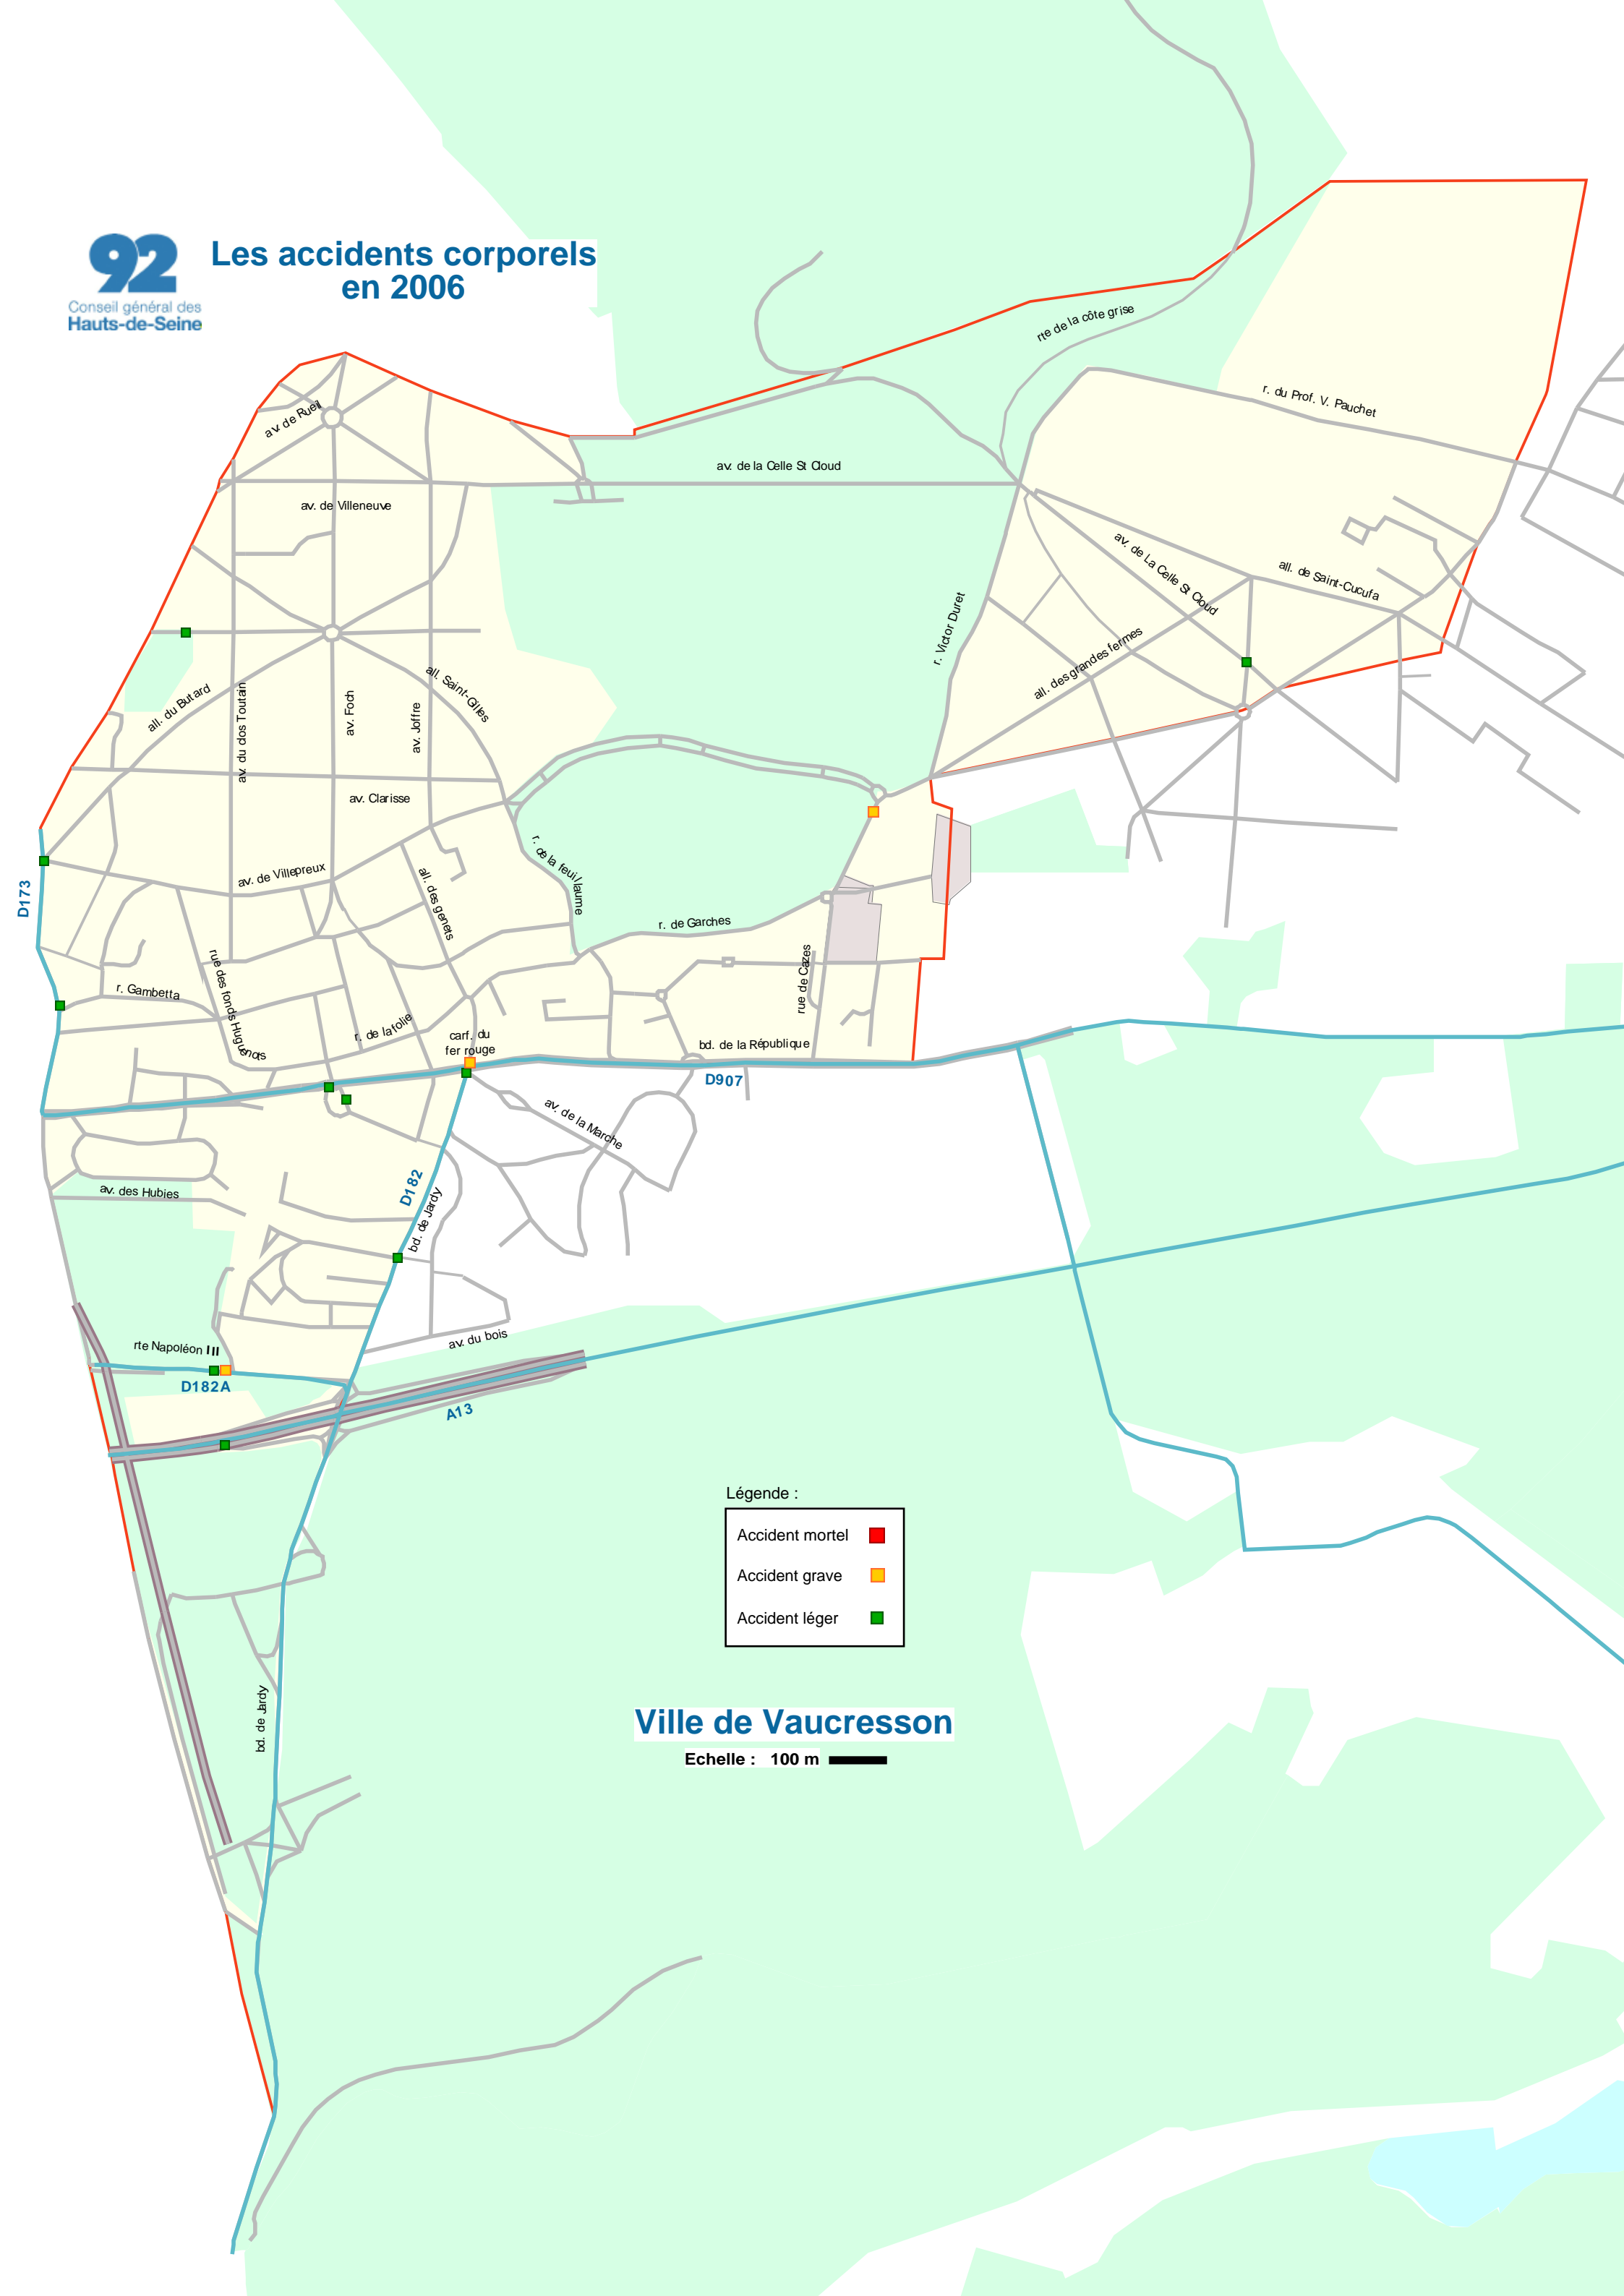 92
Conseil général des
Hauts-de-Seine
Les accidents corporels
en 2006
rte de la côte grise
r. du Prof. V. Pauchet
av. de Rueil
av. de la Celle St Cloud
av. de Villeneuve
av. de La Celle St Cloud
all. de Saint-Cucufa
r. Victor Duret
all. des grandes fermes
all. Saint-Gilles
all. du Butard
av. du clos Toutain
av. Foch
av. Joffre
av. Clarisse
r. de la feuillaume
av. de Villepreux
all. des genets
D173
r. de Garches
rue des fonds Huguenots
rue de Cazes
r. Gambetta
r. de la folie
carf. du
fer rouge
bd. de la République
D907
av. de la Marche
D182
av. des Hubies
bd. de Jardy
av. du bois
rte Napoléon III
D182A
A13
Légende :
Accident mortel
Accident grave
Accident léger
bd. de Jardy
Ville de Vaucresson
Echelle : 100 m